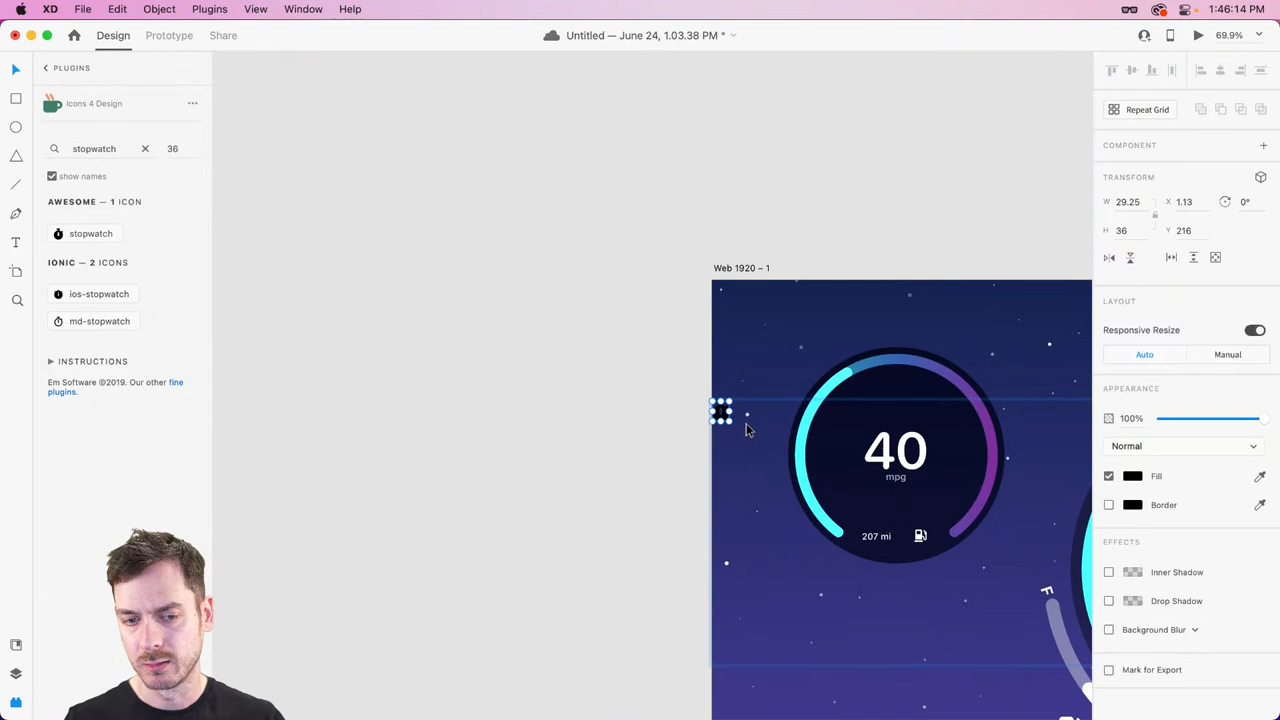 XD File Edit Object Plugins View Window Help 1:46:14 PM
Design Prototype Share Untitled — June 24, 1.03.38 PM * 69.9%
PLUGINS
Icons 4 Design
stopwatch 36
show names
AWESOME — 1 ICON
stopwatch
IONIC — 2 ICONS
ios-stopwatch
md-stopwatch
INSTRUCTIONS
Em Software ©2019. Our other fine
plugins.
Web 1920 – 1
40
mpg
207 mi
F
Repeat Grid
COMPONENT
TRANSFORM
W 29.25 X 1.13 0°
H 36 Y 216
LAYOUT
Responsive Resize
Auto Manual
APPEARANCE
100%
Normal
Fill
Border
EFFECTS
Inner Shadow
Drop Shadow
Background Blur
Mark for Export